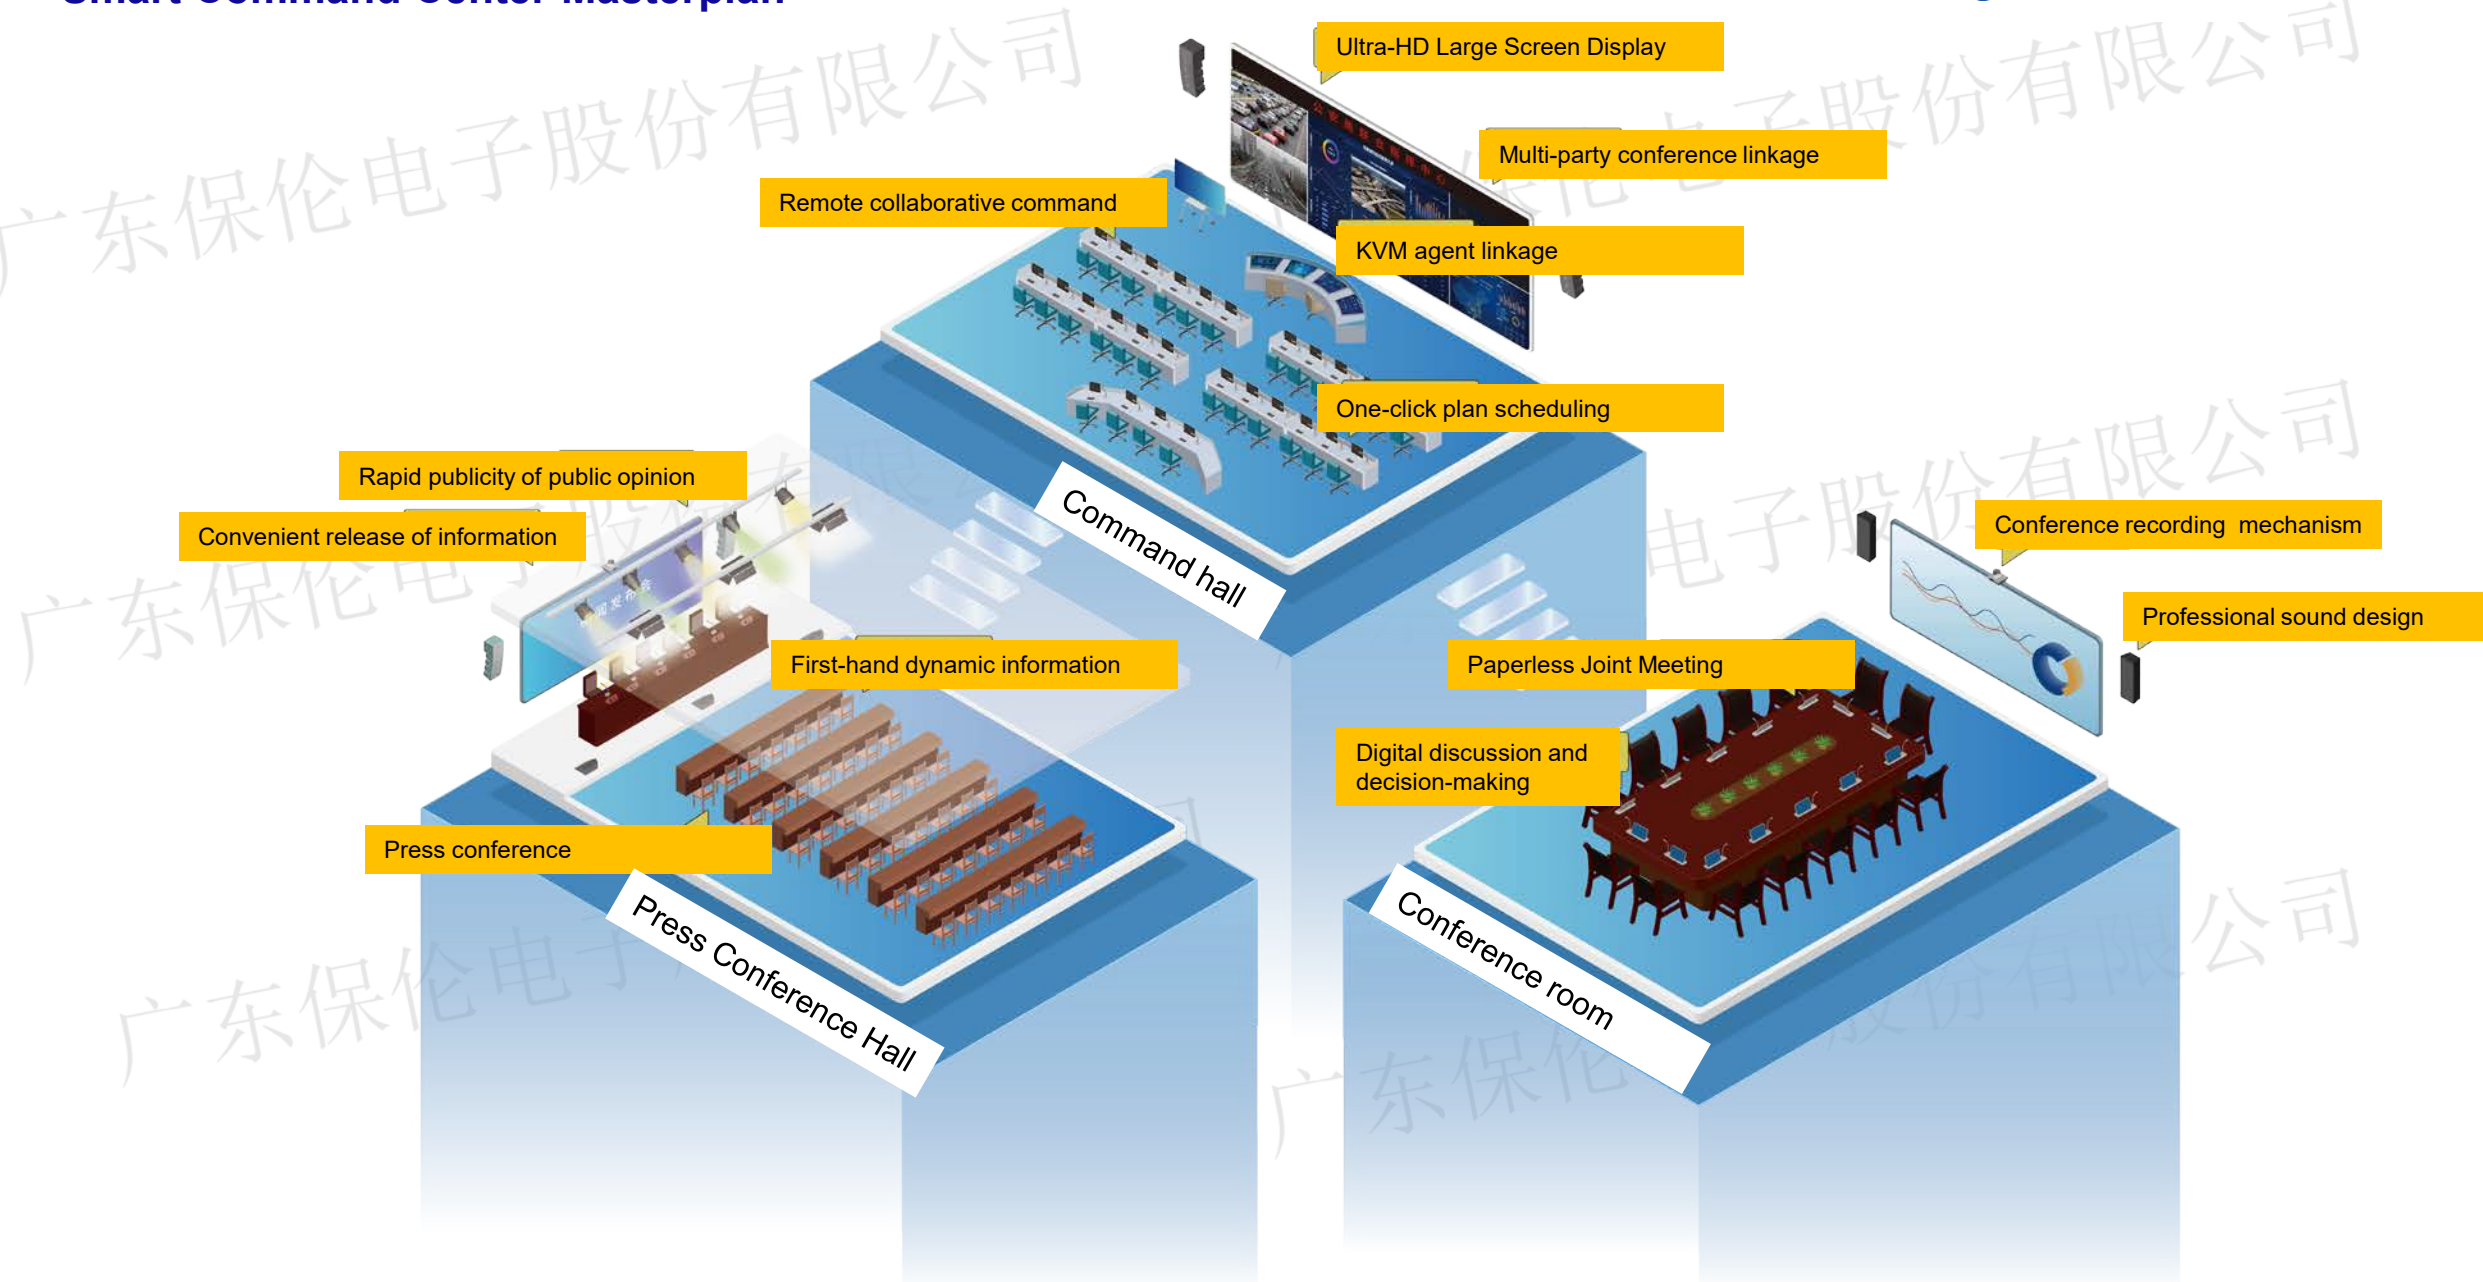 Smart Command Center Masterplan
Ultra-HD Large Screen Display
Multi-party conference linkage
Remote collaborative command
KVM agent linkage
One-click plan scheduling
Command hall
Rapid publicity of public opinion
Convenient release of information
First-hand dynamic information
Press conference
Press Conference Hall
Conference recording mechanism
Professional sound design
Paperless Joint Meeting
Digital discussion and
decision-making
Conference room
广东保伦电子股份有限公司